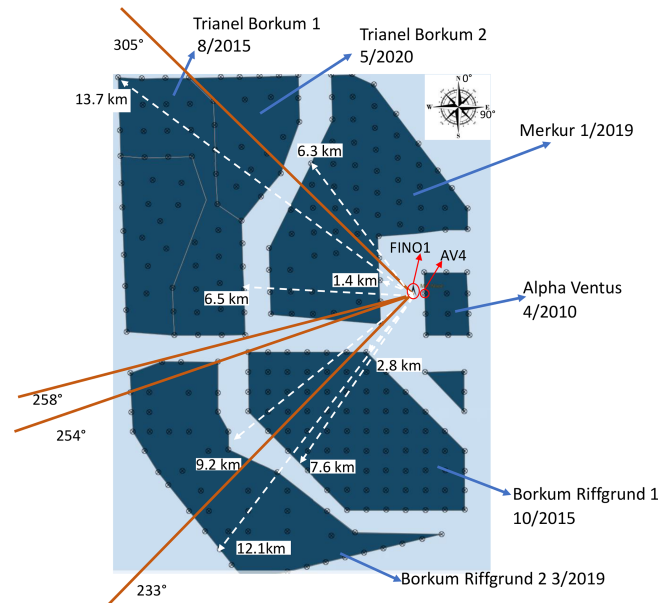 Trianel Borkum 1
8/2015
Trianel Borkum 2
5/2020
305°
N
0°
W
E
90°
S
13.7 km
6.3 km
Merkur 1/2019
FINO1
AV4
1.4 km
6.5 km
Alpha Ventus
4/2010
2.8 km
258°
254°
9.2 km
7.6 km
Borkum Riffgrund 1
10/2015
12.1km
Borkum Riffgrund 2 3/2019
233°